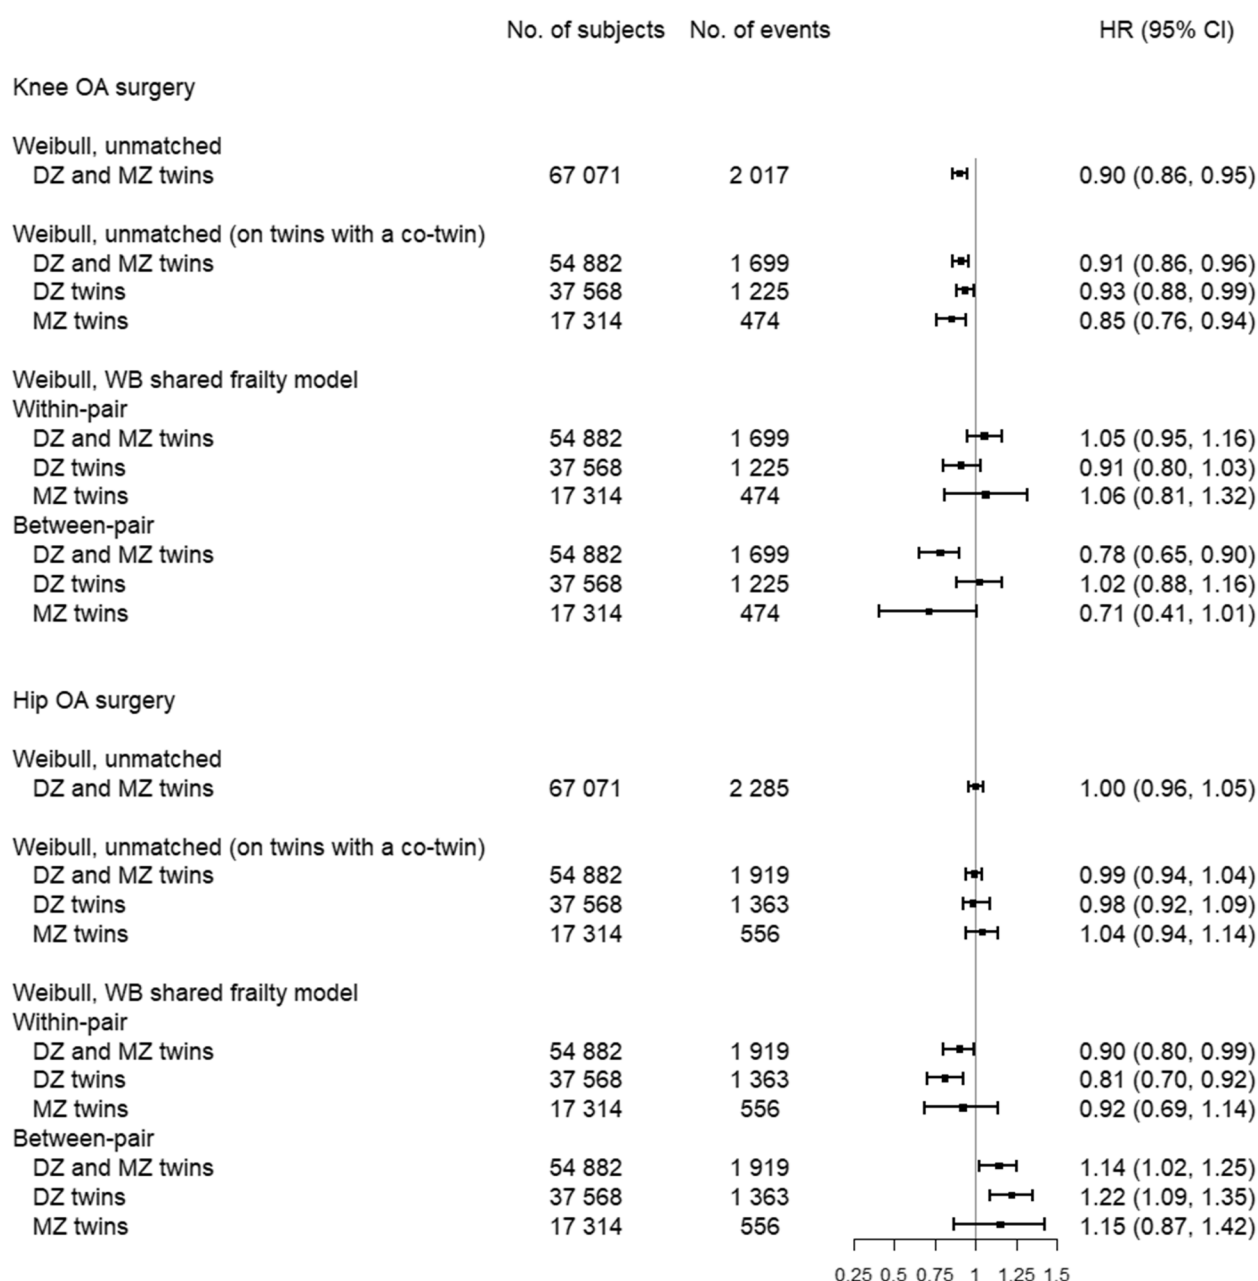 No. of subjects No. of events HR (95% CI)
Knee OA surgery
Weibull, unmatched
DZ and MZ twins 67 071 2 017 0.90 (0.86, 0.95)
Weibull, unmatched (on twins with a co-twin)
DZ and MZ twins 54 882 1 699 0.91 (0.86, 0.96)
DZ twins 37 568 1 225 0.93 (0.88, 0.99)
MZ twins 17 314 474 0.85 (0.76, 0.94)
Weibull, WB shared frailty model
Within-pair
DZ and MZ twins 54 882 1 699 1.05 (0.95, 1.16)
DZ twins 37 568 1 225 0.91 (0.80, 1.03)
MZ twins 17 314 474 1.06 (0.81, 1.32)
Between-pair
DZ and MZ twins 54 882 1 699 0.78 (0.65, 0.90)
DZ twins 37 568 1 225 1.02 (0.88, 1.16)
MZ twins 17 314 474 0.71 (0.41, 1.01)
Hip OA surgery
Weibull, unmatched
DZ and MZ twins 67 071 2 285 1.00 (0.96, 1.05)
Weibull, unmatched (on twins with a co-twin)
DZ and MZ twins 54 882 1 919 0.99 (0.94, 1.04)
DZ twins 37 568 1 363 0.98 (0.92, 1.09)
MZ twins 17 314 556 1.04 (0.94, 1.14)
Weibull, WB shared frailty model
Within-pair
DZ and MZ twins 54 882 1 919 0.90 (0.80, 0.99)
DZ twins 37 568 1 363 0.81 (0.70, 0.92)
MZ twins 17 314 556 0.92 (0.69, 1.14)
Between-pair
DZ and MZ twins 54 882 1 919 1.14 (1.02, 1.25)
DZ twins 37 568 1 363 1.22 (1.09, 1.35)
MZ twins 17 314 556 1.15 (0.87, 1.42)
0.25 0.5 0.75 1 1.25 1.5